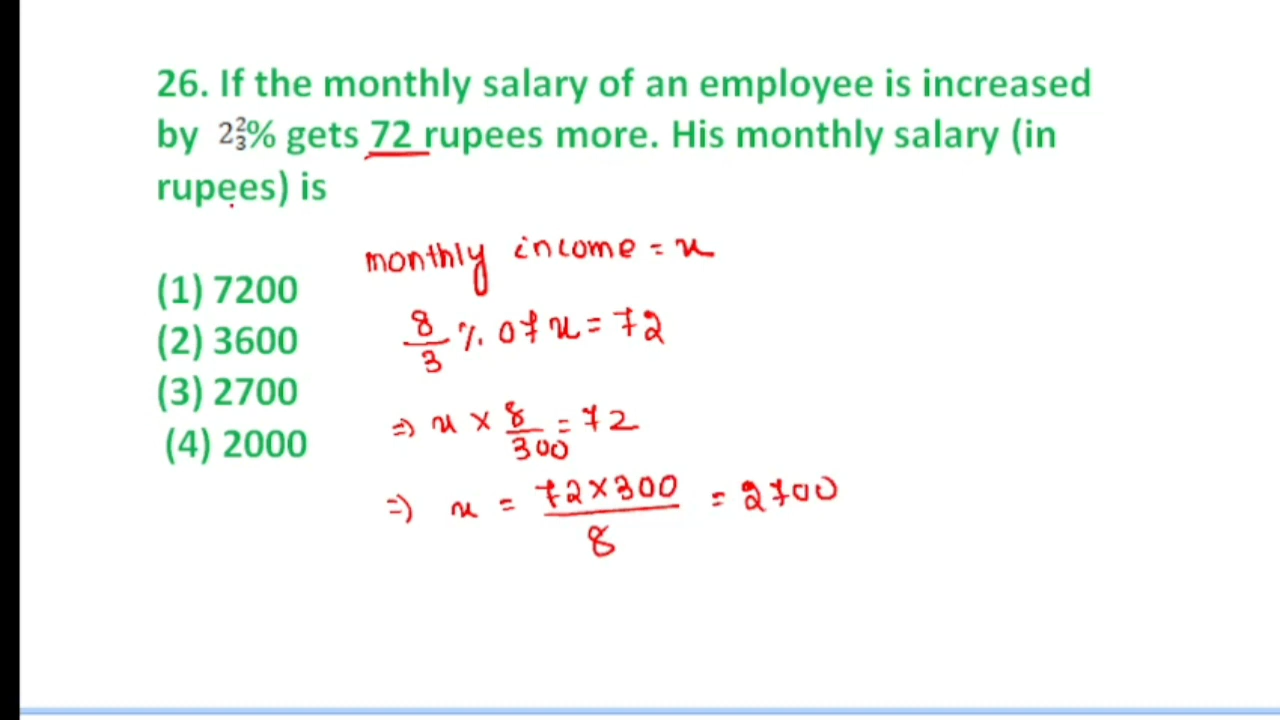 26. If the monthly salary of an employee is increased
by 2 2/3% gets 72 rupees more. His monthly salary (in
rupees) is
monthly income = x
(1) 7200
8/3 % of x = 72
(2) 3600
(3) 2700
⇒ x × 8/300 = 72
(4) 2000
⇒ x = 72×300/8 = 2700